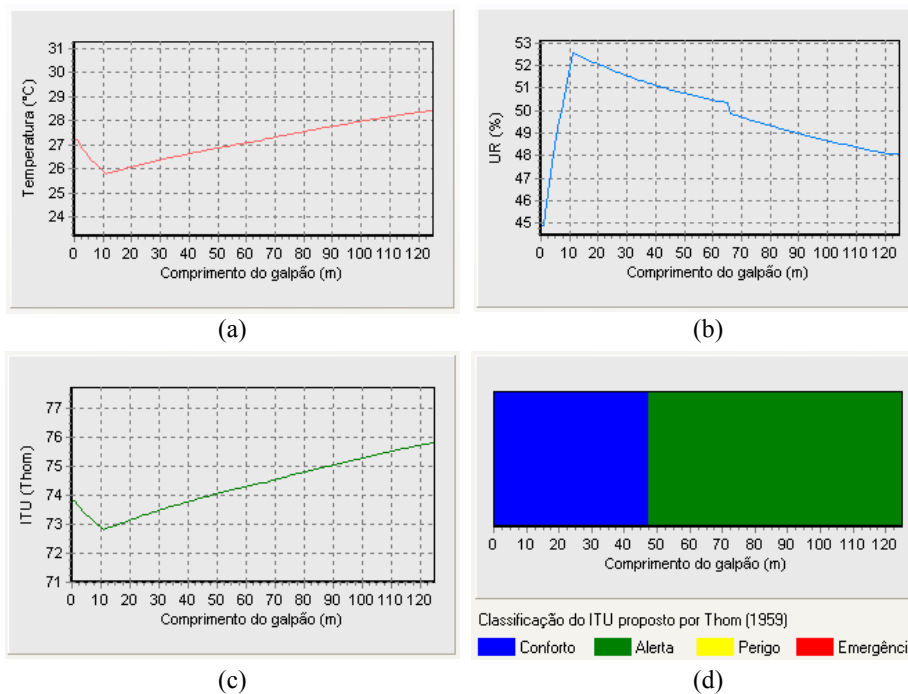 31
30
29
28
27
26
25
24
Temperatura (°C)
0 10 20 30 40 50 60 70 80 90 100 110 120
Comprimento do galpão (m)
(a)
53
52
51
50
49
48
47
46
45
UR (%)
0 10 20 30 40 50 60 70 80 90 100 110 120
Comprimento do galpão (m)
(b)
77
76
75
74
73
72
71
ITU (Thom)
0 10 20 30 40 50 60 70 80 90 100 110 120
Comprimento do galpão (m)
(c)
0 10 20 30 40 50 60 70 80 90 100 110 120
Comprimento do galpão (m)
Classificação do ITU proposto por Thom (1959)
Conforto Alerta Perigo Emergênci
(d)